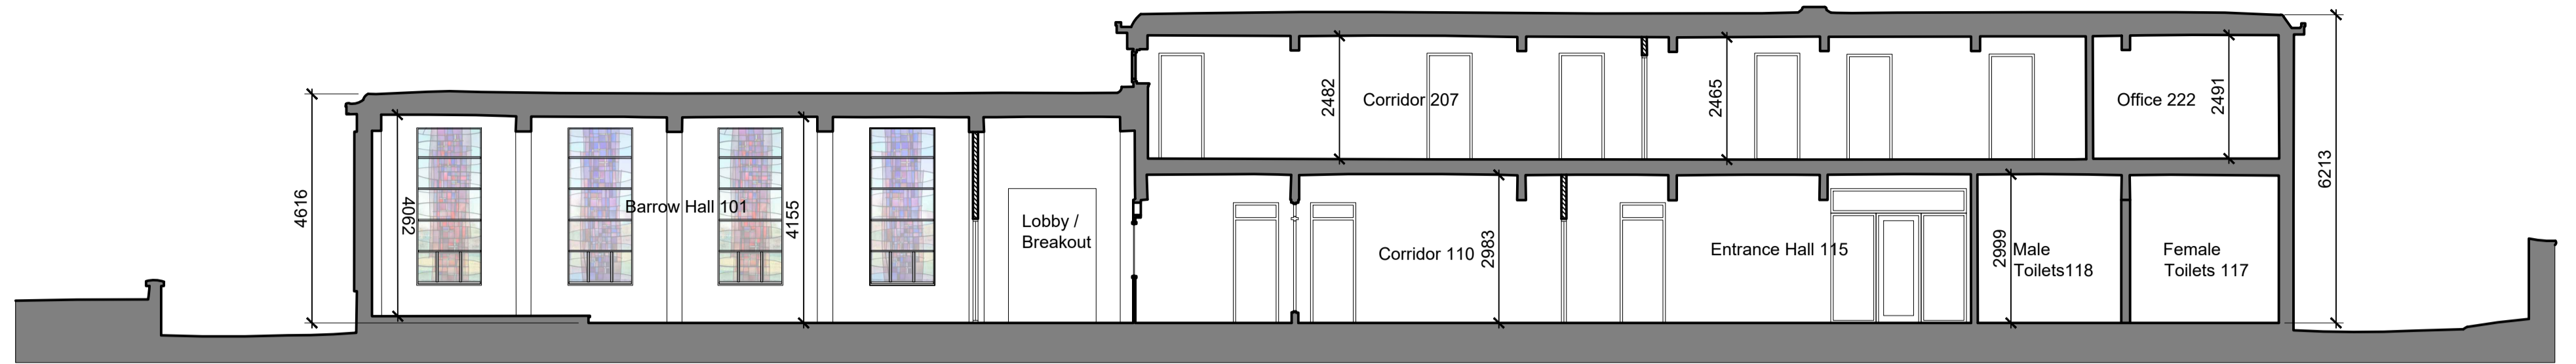 2482
Corridor 207
2465
Office 222
2491
6213
4616
4062
Barrow Hall 101
4155
Lobby /
Breakout
Corridor 110
2983
Entrance Hall 115
2999
Male
Toilets118
Female
Toilets 117